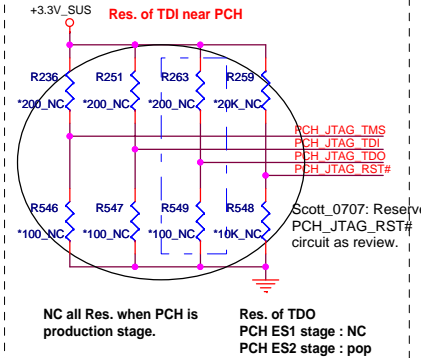 +3.3V_SUS
Res. of TDI near PCH
R236 R251 R263 R259
*200_NC *200_NC *200_NC *20K_NC
PCH_JTAG_TMS
PCH_JTAG_TDI
PCH_JTAG_TDO
PCH_JTAG_RST#
R546 R547 R549 R548
*100_NC *100_NC *100_NC *10K_NC
Scott_0707: Reserve
PCH_JTAG_RST#
circuit as review.
NC all Res. when PCH is
production stage.
Res. of TDO
PCH ES1 stage : NC
PCH ES2 stage : pop